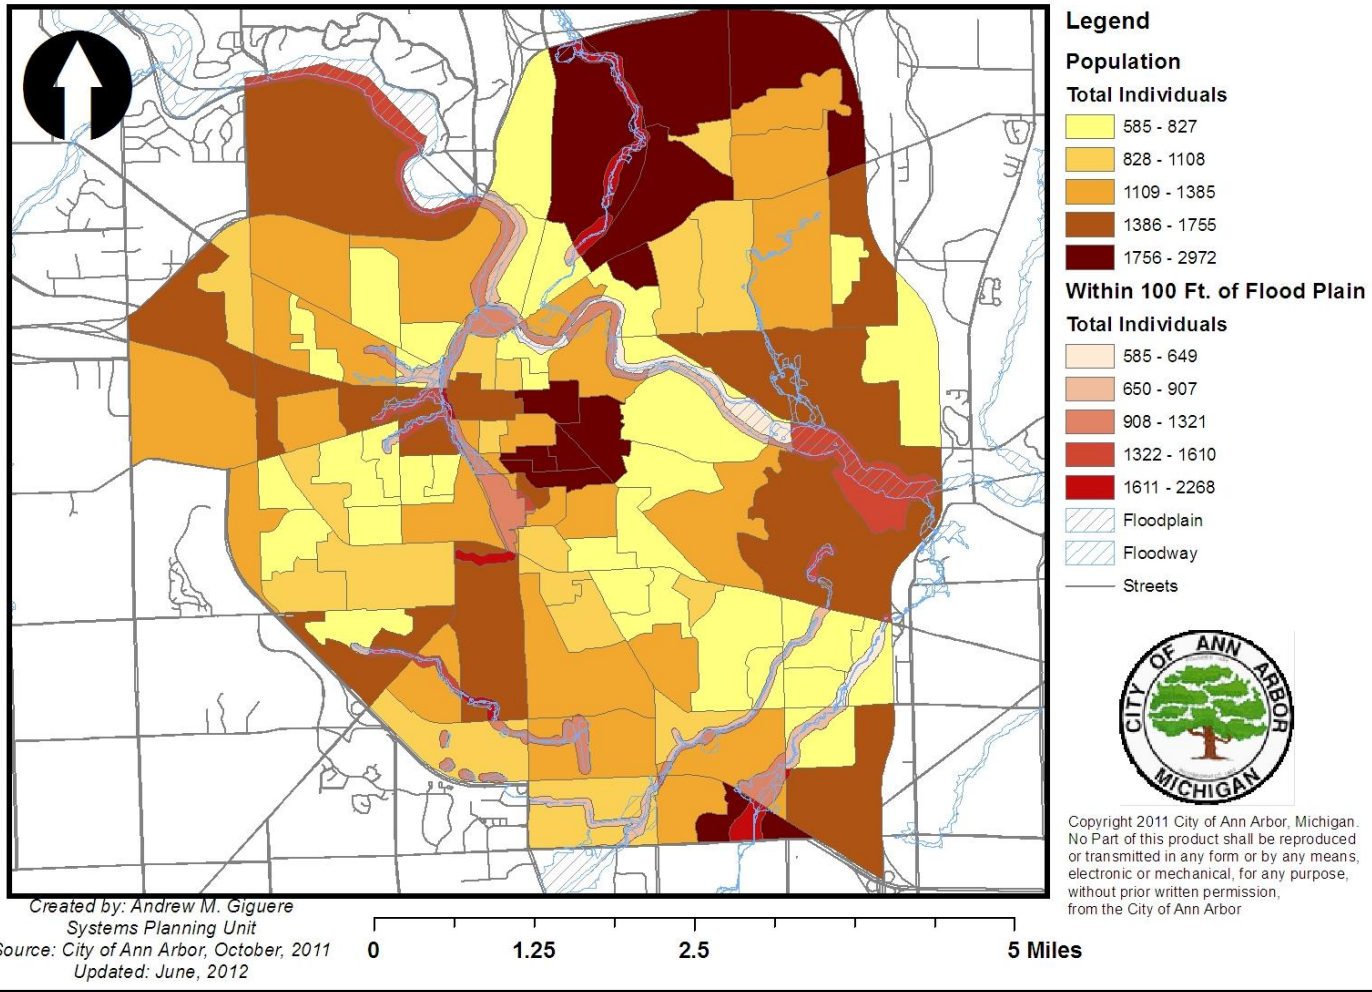 Legend
Population
Total Individuals
585 - 827
828 - 1108
1109 - 1385
1386 - 1755
1756 - 2972
Within 100 Ft. of Flood Plain
Total Individuals
585 - 649
650 - 907
908 - 1321
1322 - 1610
1611 - 2268
Floodplain
Floodway
Streets
CITY OF ANN ARBOR
MICHIGAN
Copyright 2011 City of Ann Arbor, Michigan.
No Part of this product shall be reproduced
or transmitted in any form or by any means,
electronic or mechanical, for any purpose,
without prior written permission,
from the City of Ann Arbor
Created by: Andrew M. Giguere
Systems Planning Unit
Source: City of Ann Arbor, October, 2011
Updated: June, 2012
0 1.25 2.5 5 Miles